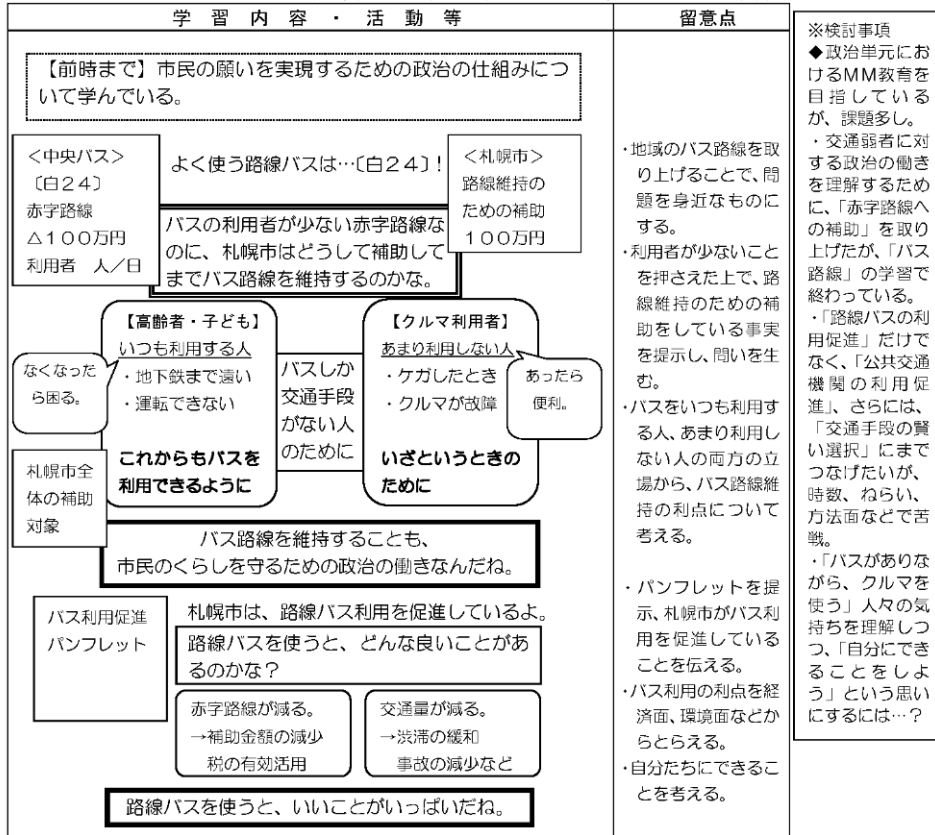 学習内容・活動等
留意点
【前時まで】市民の願いを実現するための政治の仕組みにつ
いて学んでいる。
<中央バス>
〔白24〕
赤字路線
△100万円
利用者 人/日
よく使う路線バスは…〔白24〕!
<札幌市>
路線維持の
ための補助
100万円
バスの利用者が少ない赤字路線な
のに、札幌市はどうして補助して
までバス路線を維持するのかな。
【高齢者・子ども】
いつも利用する人
・地下鉄まで遠い
・運転できない
これからもバスを
利用できるように
なくなった
ら困る。
バスしか
交通手段
がない人
のために
【クルマ利用者】
あまり利用しない人
・ケガしたとき
・クルマが故障
いざというときの
ために
あったら
便利。
札幌市全
体の補助
対象
バス路線を維持することも、
市民のくらしを守るための政治の働きなんだね。
バス利用促進
パンフレット
札幌市は、路線バス利用を促進しているよ。
路線バスを使うと、どんな良いことがあ
るのかな?
赤字路線が減る。
→補助金額の減少
税の有効活用
交通量が減る。
→渋滞の緩和
事故の減少など
路線バスを使うと、いいことがいっぱいだね。
・地域のバス路線を取
り上げることで、問
題を身近なものに
する。
・利用者が少ないこと
を押さえた上で、路
線維持のための補
助をしている事実
を提示し、問いを生
む。
・バスをいつも利用す
る人、あまり利用し
ない人の両方の立
場から、バス路線維
持の利点について
考える。
・パンフレットを提
示、札幌市がバス利
用を促進している
ことを伝える。
・バス利用の利点を経
済面、環境面などか
らとらえる。
・自分たちにできるこ
とを考える。
※検討事項
◆政治単元にお
けるMM教育を
目指している
が、課題多し。
・交通弱者に対
する政治の働き
を理解するため
に、「赤字路線へ
の補助」を取り
上げたが、「バス
路線」の学習で
終わっている。
・「路線バスの利
用促進」だけで
なく、「公共交通
機関の利用促
進」、さらには、
「交通手段の賢
い選択」にまで
つなげたいが、
時数、ねらい、
方法面などで苦
戦。
・「バスがありな
がら、クルマを
使う」人々の気
持ちを理解しつ
つ、「自分にでき
ることをしよ
う」という思い
にするには…?